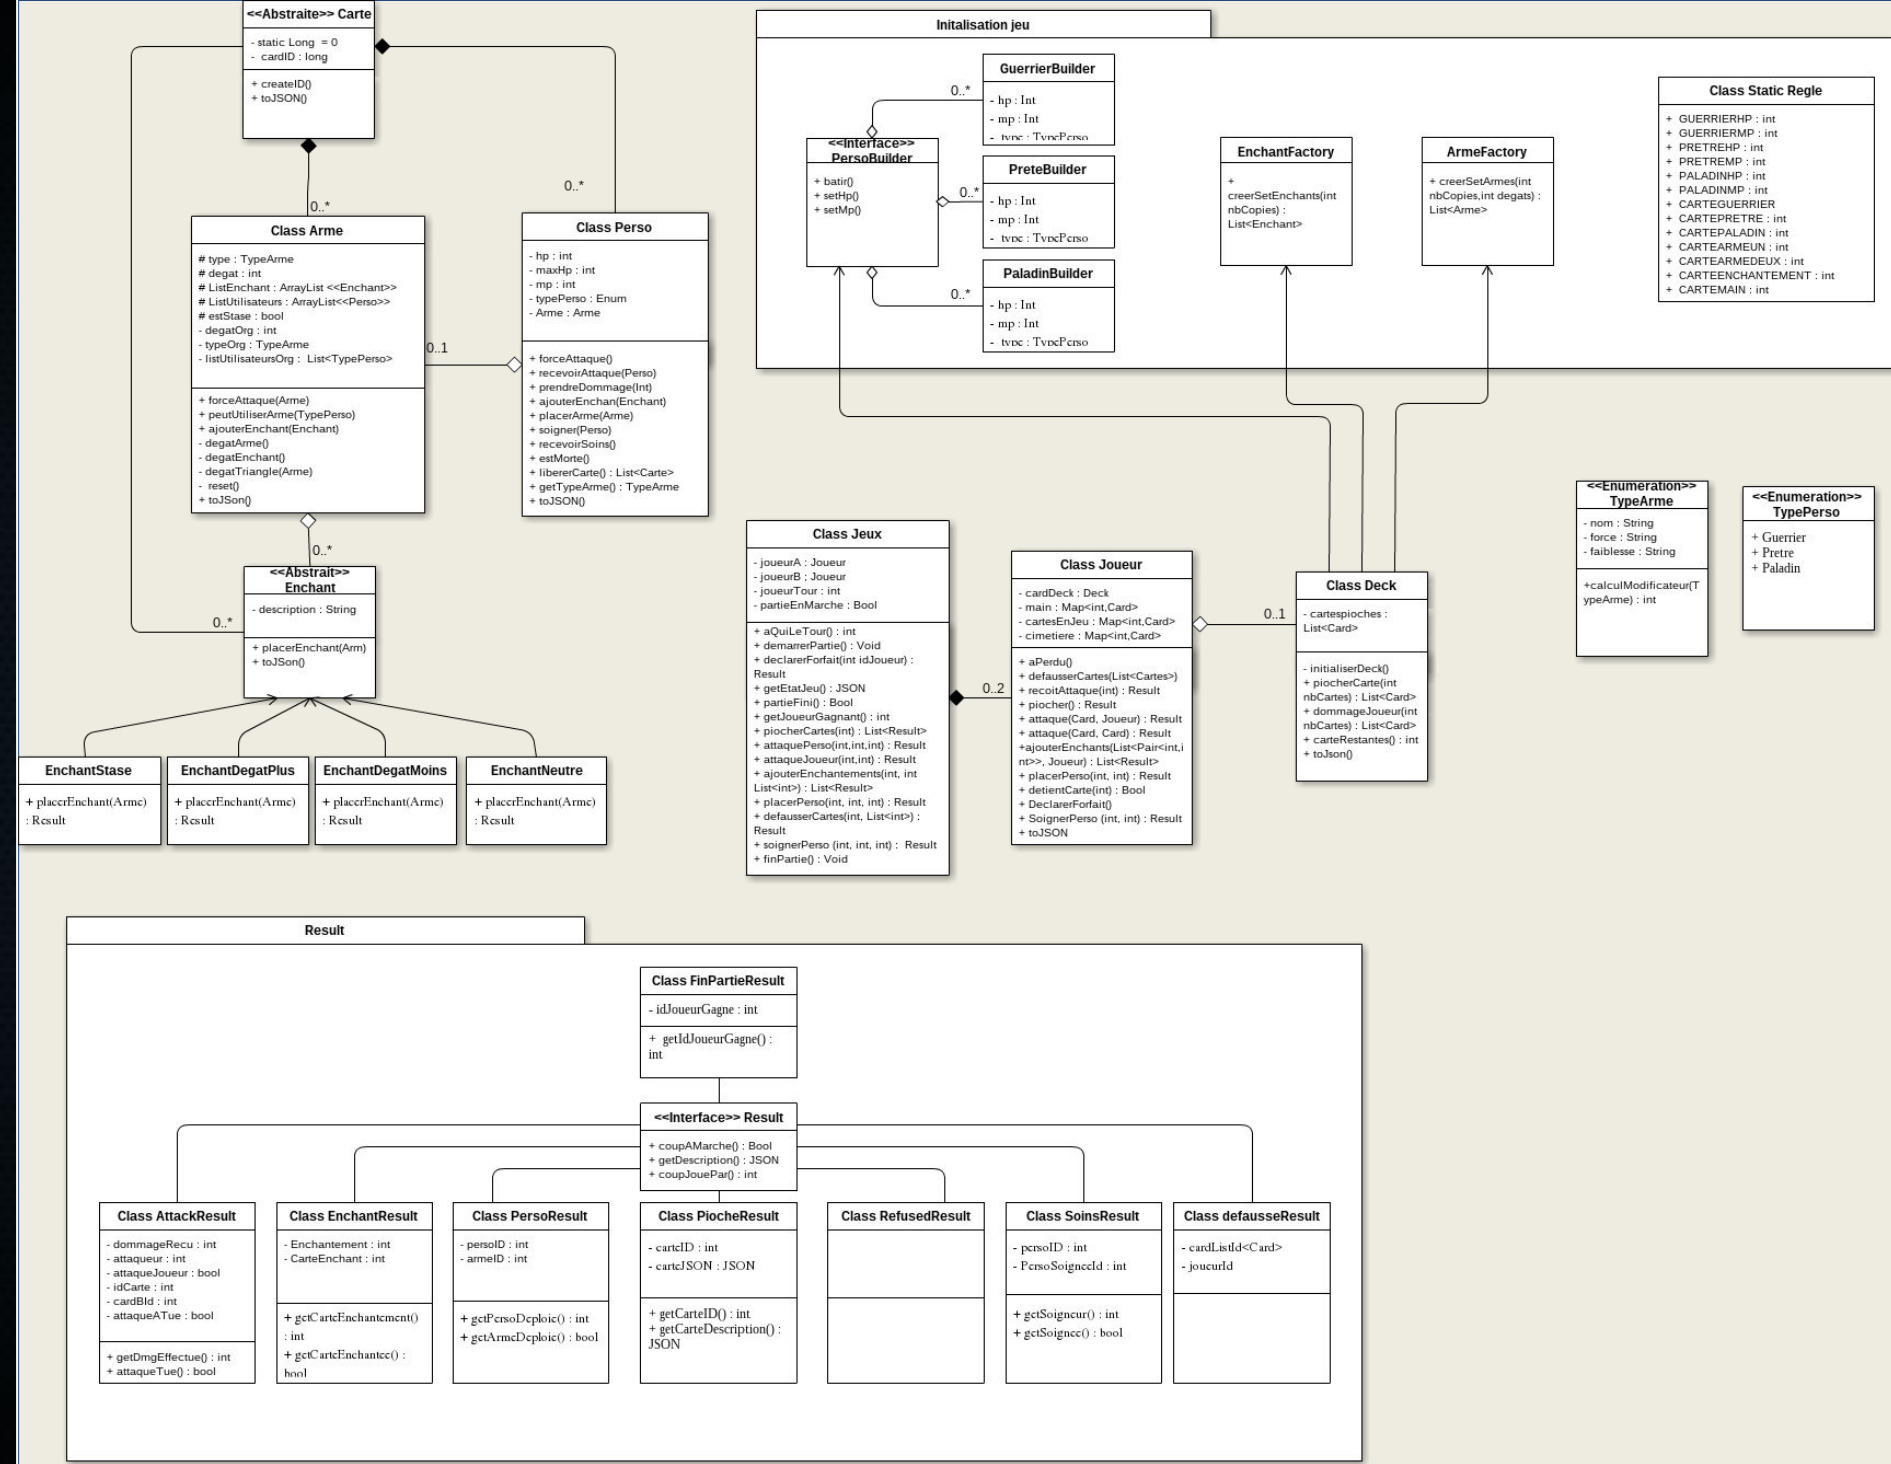 <<Abstraite>> Carte
- static Long  = 0
-  cardID : long
+ createID()
+ toJSON()
0..*
0..*
Class Arme
# type : TypeArme
# degat : int
# ListEnchant : ArrayList <<Enchant>>
# ListUtilisateurs : ArrayList<<Perso>>
# estStase : bool
- degatOrg : int
- typeOrg : TypeArme
- listUtilisateursOrg :  List<TypePerso>
+ forceAttaque(Arme)
+ peutUtiliserArme(TypePerso)
+ ajouterEnchant(Enchant)
- degatArme()
- degatEnchant()
- degatTriangle(Arme)
-  reset()
+ toJSon()
0..1
Class Perso
- hp : int
- maxHp : int
- mp : int
- typePerso : Enum
- Arme : Arme
+ forceAttaque()
+ recevoirAttaque(Perso)
+ prendreDommage(Int)
+ ajouterEnchan(Enchant)
+ placerArme(Arme)
+ soigner(Perso)
+ recevoirSoins()
+ estMorte()
+ libererCarte() : List<Carte>
+ getTypeArme() : TypeArme
+ toJSON()
0..*
<<Abstrait>>
Enchant
- description : String
+ placerEnchant(Arm)
+ toJSon()
0..*
EnchantStase
+ placerEnchant(Arme)
: Result
EnchantDegatPlus
+ placerEnchant(Arme)
: Result
EnchantDegatMoins
+ placerEnchant(Arme)
: Result
EnchantNeutre
+ placerEnchant(Arme)
: Result
Initalisation jeu
<<Interface>>
PersoBuilder
+ batir()
+ setHp()
+ setMp()
0..*
0..*
0..*
GuerrierBuilder
- hp : Int
- mp : Int
- type : TypePerso
PreteBuilder
- hp : Int
- mp : Int
- type : TypePerso
PaladinBuilder
- hp : Int
- mp : Int
- type : TypePerso
EnchantFactory
+
creerSetEnchants(int
nbCopies) :
List<Enchant>
ArmeFactory
+ creerSetArmes(int
nbCopies,int degats) :
List<Arme>
Class Static Regle
+  GUERRIERHP : int
+  GUERRIERMP : int
+  PRETREHP : int
+  PRETREMP : int
+  PALADINHP : int
+  PALADINMP : int
+  CARTEGUERRIER
+  CARTEPRETRE : int
+  CARTEPALADIN : int
+  CARTEARMEUN : int
+  CARTEARMEDEUX : int
+  CARTEENCHANTEMENT : int
+  CARTEMAIN : int
Class Jeux
- joueurA : Joueur
- joueurB ; Joueur
- joueurTour : int
- partieEnMarche : Bool
+ aQuiLeTour() : int
+ demarrerPartie() : Void
+ declarerForfait(int idJoueur) :
Result
+ getEtatJeu() : JSON
+ partieFini() : Bool
+ getJoueurGagnant() : int
+ piocherCartes(int) : List<Result>
+ attaquePerso(int,int,int) : Result
+ attaqueJoueur(int,int) : Result
+ ajouterEnchantements(int, int
List<int>) : List<Result>
+ placerPerso(int, int, int) : Result
+ defausserCartes(int, List<int>) :
Result
+ soignerPerso (int, int, int) :  Result
+ finPartie() : Void
0..2
Class Joueur
- cardDeck : Deck
- main : Map<int,Card>
- cartesEnJeu : Map<int,Card>
- cimetiere : Map<int,Card>
+ aPerdu()
+ defausserCartes(List<Cartes>)
+ recoitAttaque(int) : Result
+ piocher() : Result
+ attaque(Card, Joueur) : Result
+ attaque(Card, Card) : Result
+ajouterEnchants(List<Pair<int,i
nt>>, Joueur) : List<Result>
+ placerPerso(int, int) : Result
+ detientCarte(int) : Bool
+ DeclarerForfait()
+ SoignerPerso (int, int) : Result
+ toJSON
0..1
Class Deck
- cartespioches :
List<Card>
- initialiserDeck()
+ piocherCarte(int
nbCartes) : List<Card>
+ dommageJoueur(int
nbCartes) : List<Card>
+ carteRestantes() : int
+ toJson()
<<Enumeration>>
TypeArme
- nom : String
- force : String
- faiblesse : String
+calculModificateur(T
ypeArme) : int
<<Enumeration>>
TypePerso
+ Guerrier
+ Pretre
+ Paladin
Result
Class FinPartieResult
- idJoueurGagne : int
+  getIdJoueurGagne() :
int
<<Interface>> Result
+ coupAMarche() : Bool
+ getDescription() : JSON
+ coupJouePar() : int
Class AttackResult
- dommageRecu : int
- attaqueur : int
- attaqueJoueur : bool
- idCarte : int
- cardBId : int
- attaqueATue : bool
+ getDmgEffectue() : int
+ attaqueTue() : bool
Class EnchantResult
- Enchantement : int
- CarteEnchant : int
+ getCarteEnchantement()
: int
+ getCarteEnchantee() :
bool
Class PersoResult
- persoID : int
- armeID : int
+ getPersoDeploie() : int
+ getArmeDeploie() : bool
Class PiocheResult
- carteID : int
- carteJSON : JSON
+ getCarteID() : int
+ getCarteDescription() :
JSON
Class RefusedResult
Class SoinsResult
- persoID : int
- PersoSoigneeId : int
+ getSoigneur() : int
+ getSoignee() : bool
Class defausseResult
- cardListId<Card>
- joueurId